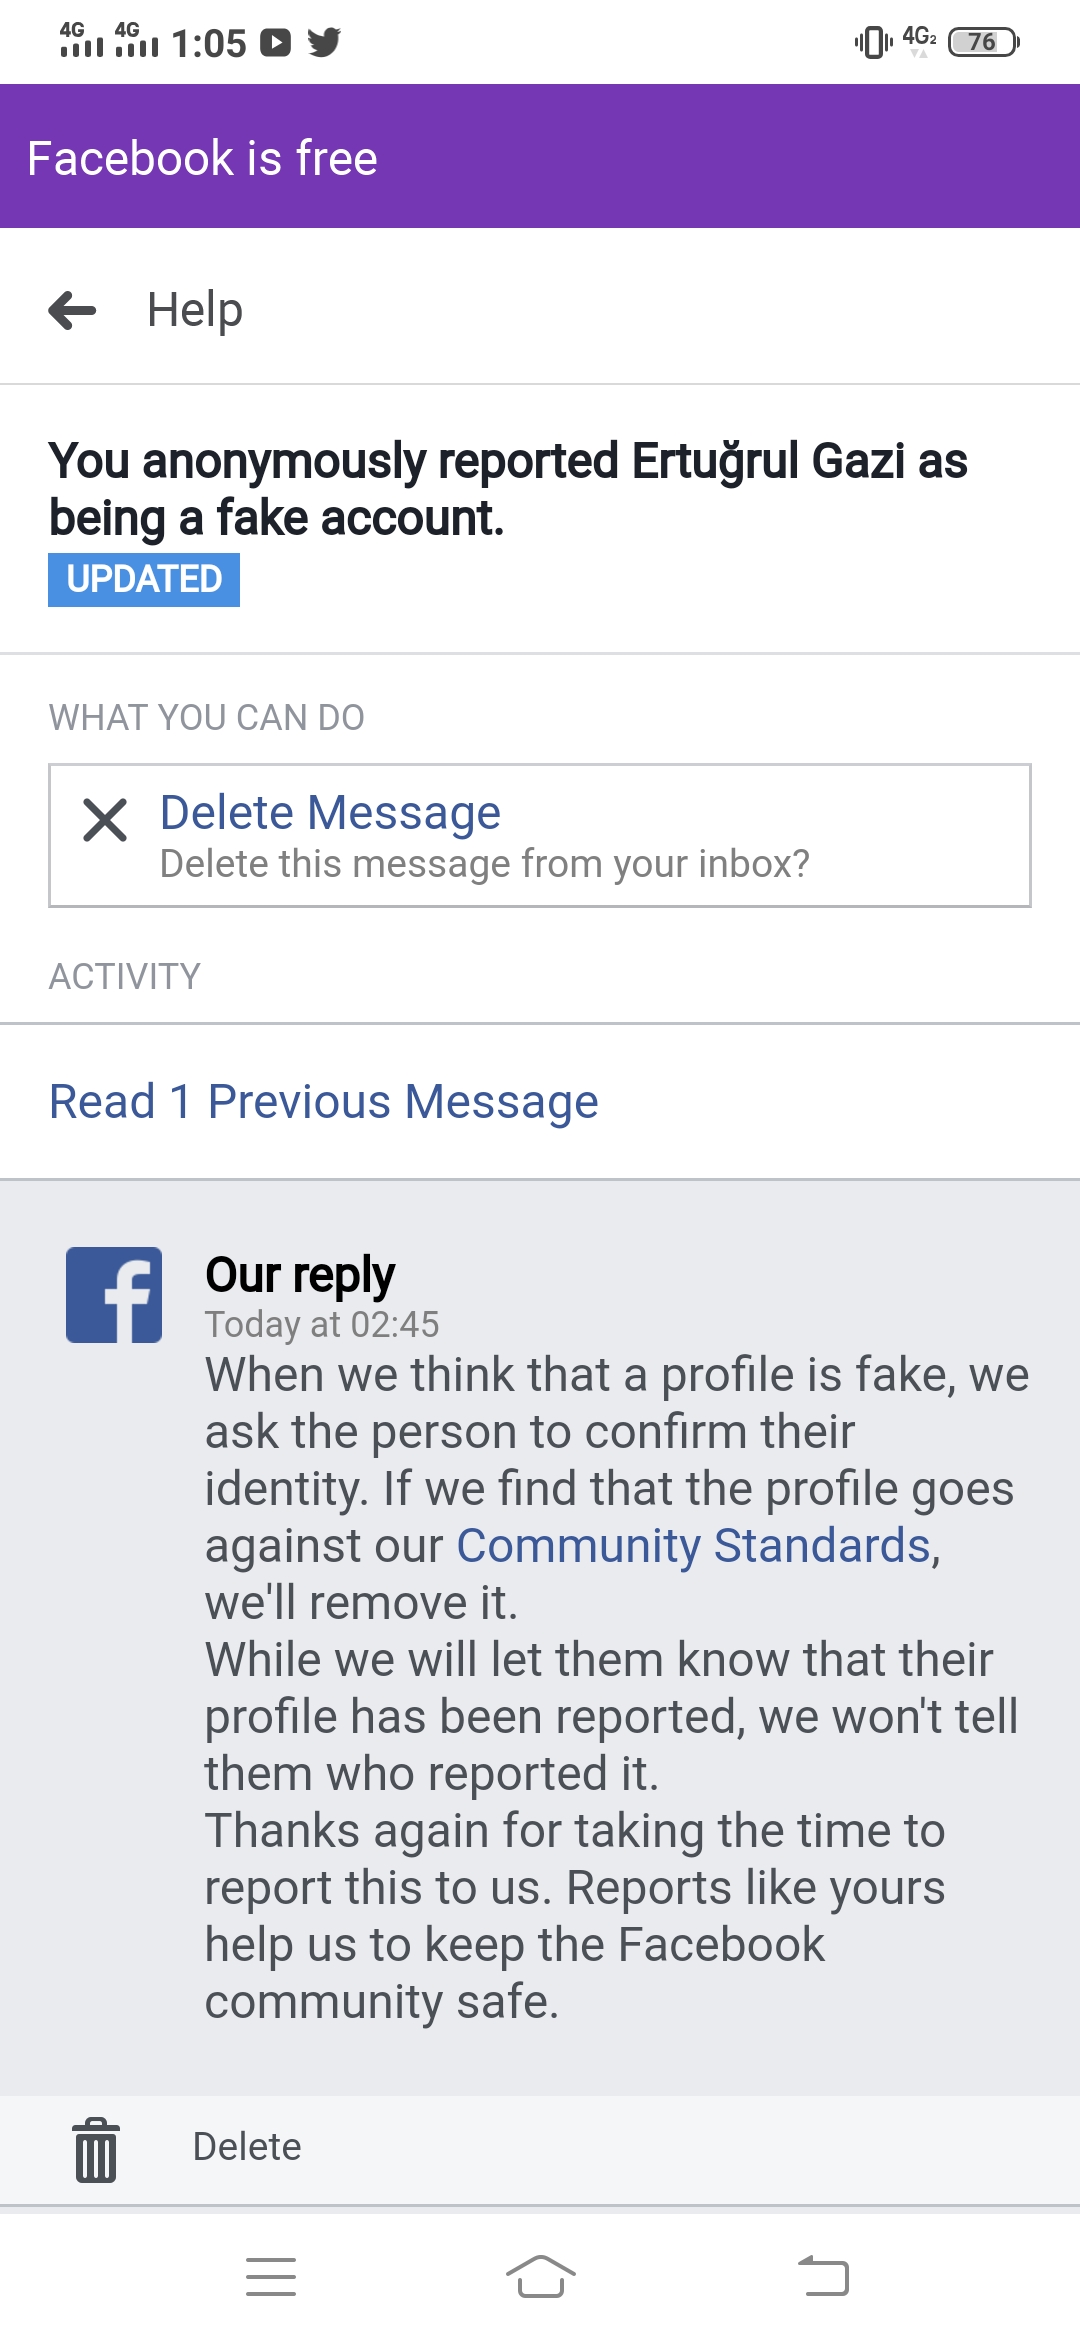 4G 4G 1:05 4G2 76
Facebook is free
Help
You anonymously reported Ertuğrul Gazi as
being a fake account.
UPDATED
WHAT YOU CAN DO
Delete Message
Delete this message from your inbox?
ACTIVITY
Read 1 Previous Message
Our reply
Today at 02:45
When we think that a profile is fake, we
ask the person to confirm their
identity. If we find that the profile goes
against our Community Standards,
we'll remove it.
While we will let them know that their
profile has been reported, we won't tell
them who reported it.
Thanks again for taking the time to
report this to us. Reports like yours
help us to keep the Facebook
community safe.
Delete